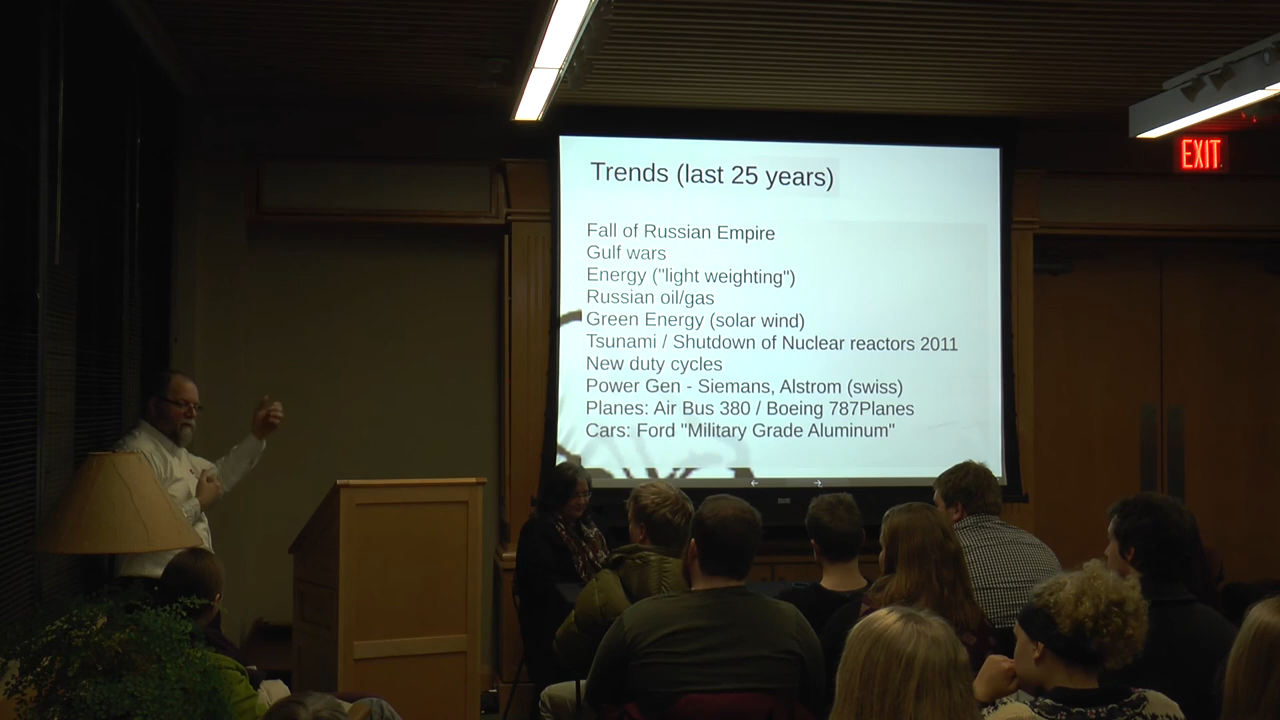 Trends (last 25 years)
Fall of Russian Empire
Gulf wars
Energy ("light weighting")
Russian oil/gas
Green Energy (solar wind)
Tsunami / Shutdown of Nuclear reactors 2011
New duty cycles
Power Gen - Siemans, Alstrom (swiss)
Planes: Air Bus 380 / Boeing 787Planes
Cars: Ford "Military Grade Aluminum"
EXIT